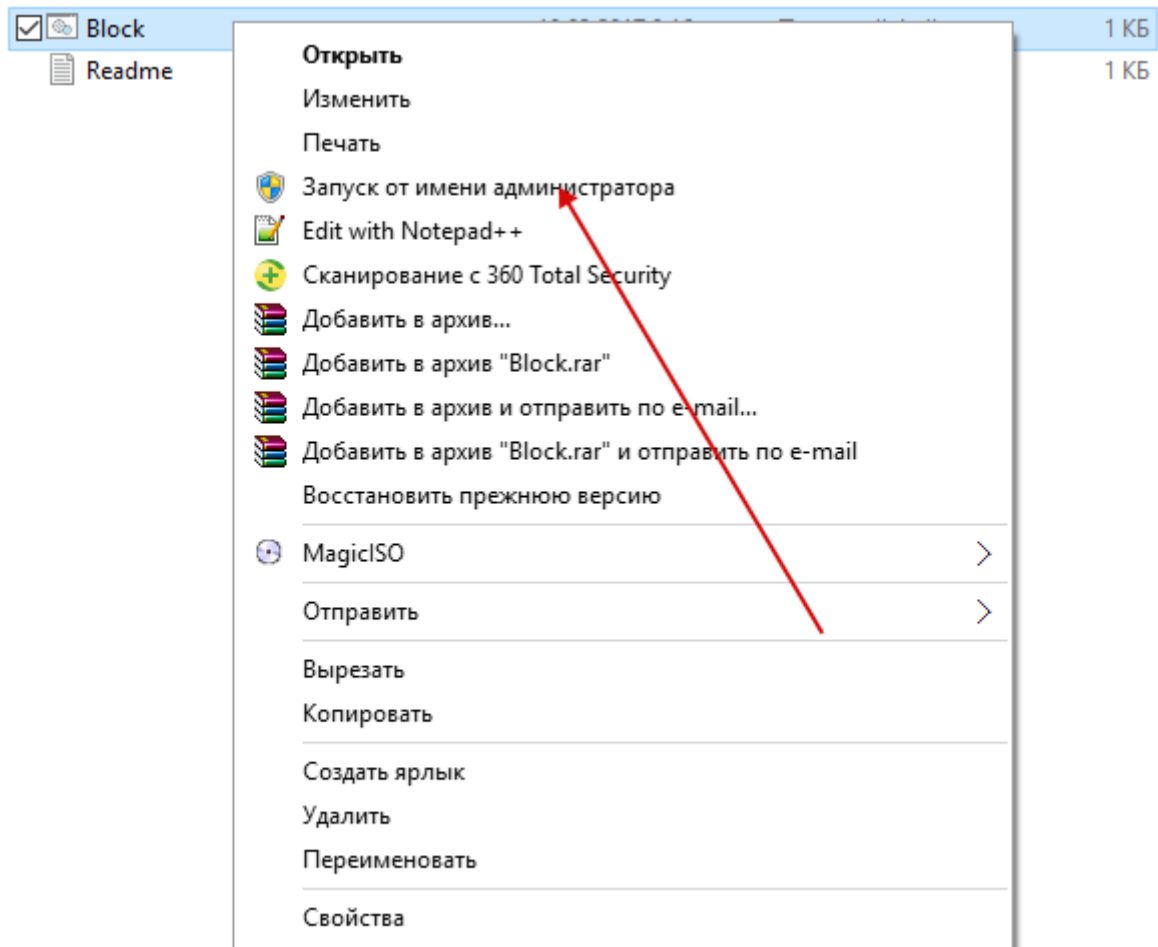 Block 1 КБ
Readme 1 КБ
Открыть
Изменить
Печать
Запуск от имени администратора
Edit with Notepad++
Сканирование с 360 Total Security
Добавить в архив...
Добавить в архив "Block.rar"
Добавить в архив и отправить по e-mail...
Добавить в архив "Block.rar" и отправить по e-mail
Восстановить прежнюю версию
MagicISO
Отправить
Вырезать
Копировать
Создать ярлык
Удалить
Переименовать
Свойства